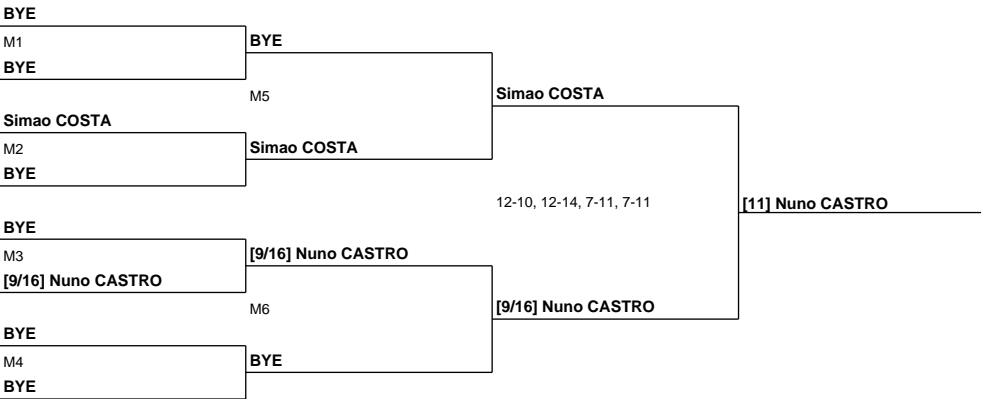 BYE
M1
BYE
BYE
M5
Simao COSTA
Simao COSTA
M2
Simao COSTA
BYE
12-10, 12-14, 7-11, 7-11
[11] Nuno CASTRO
BYE
M3
[9/16] Nuno CASTRO
[9/16] Nuno CASTRO
M6
[9/16] Nuno CASTRO
BYE
M4
BYE
BYE